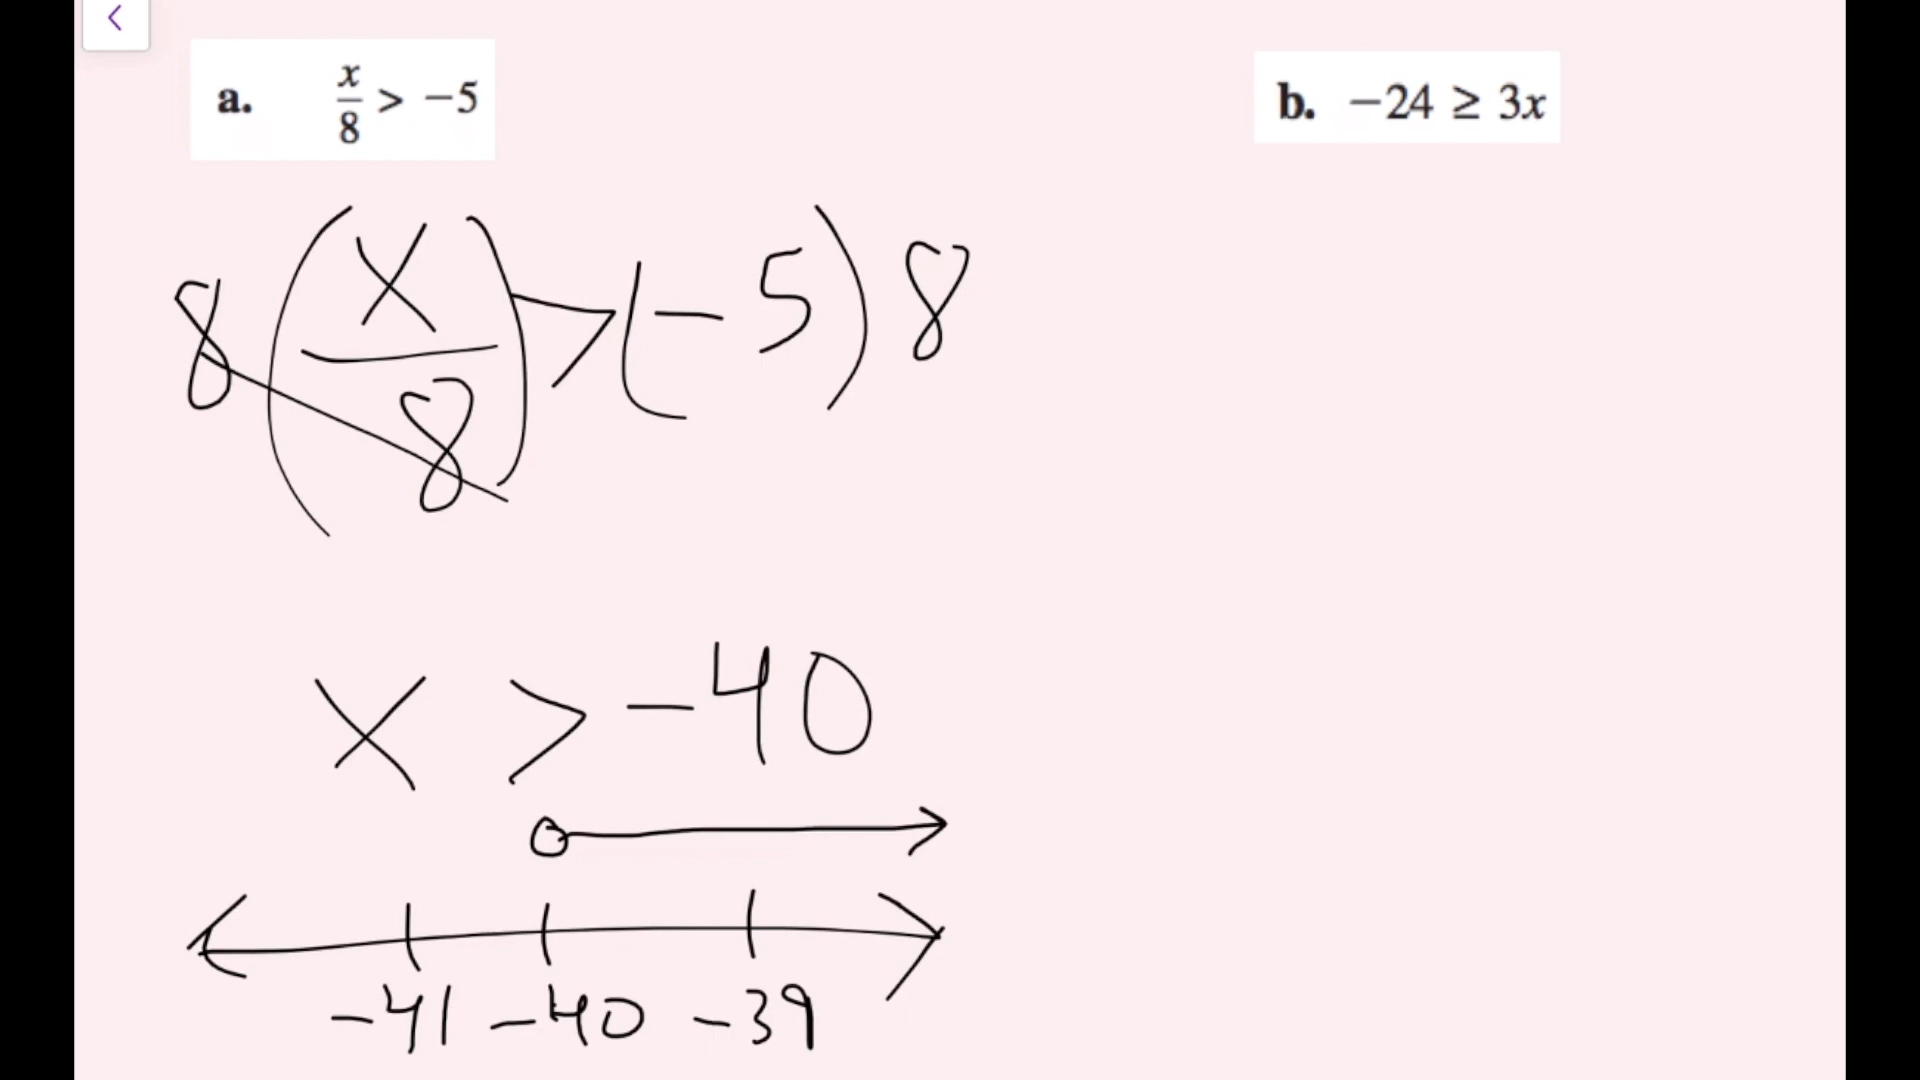 a. x/8 > −5
b. −24 ≥ 3x
8(x/8) > (−5)8
x > −40
−41 −40 −39